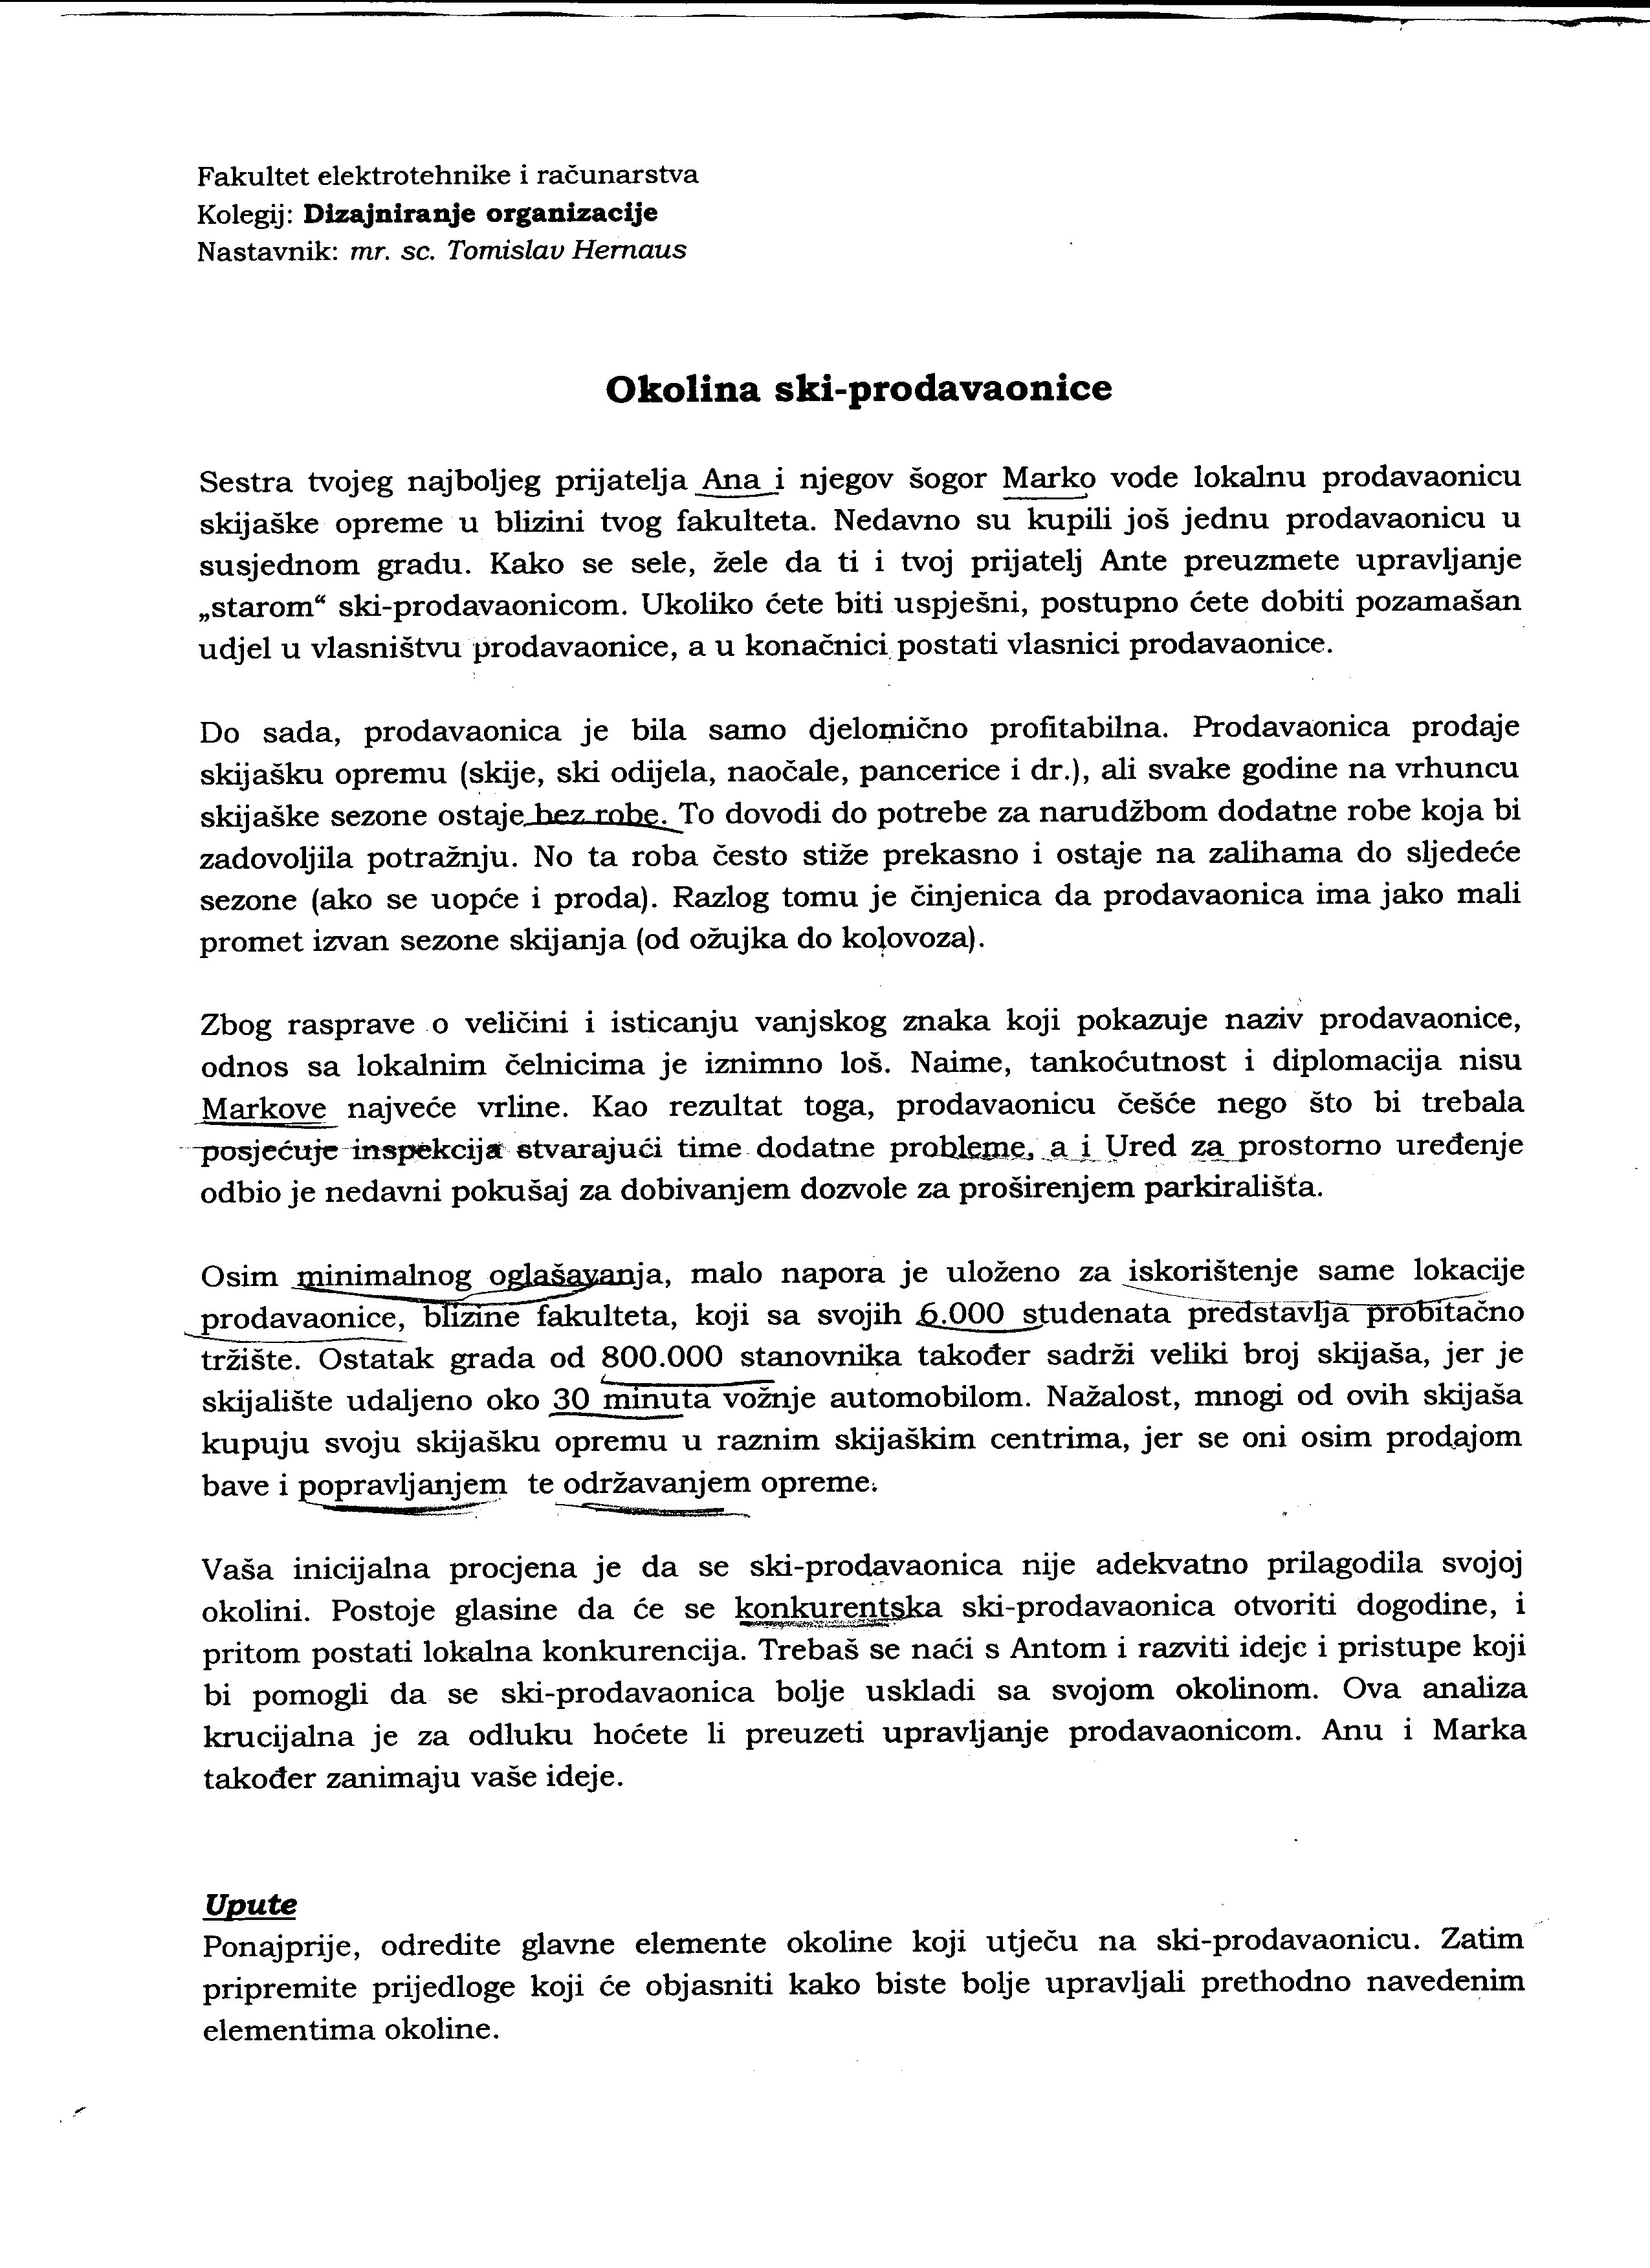 Fakultet elektrotehnike i računarstva
Kolegij: Dizajniranje organizacije
Nastavnik: mr. sc. Tomislav Hernaus
Okolina ski-prodavaonice
Sestra tvojeg najboljeg prijatelja Ana i njegov šogor Marko vode lokalnu prodavaonicu
skijaške opreme u blizini tvog fakulteta. Nedavno su kupili još jednu prodavaonicu u
susjednom gradu. Kako se sele, žele da ti i tvoj prijatelj Ante preuzmete upravljanje
„starom“ ski-prodavaonicom. Ukoliko ćete biti uspješni, postupno ćete dobiti pozamašan
udjel u vlasništvu prodavaonice, a u konačnici postati vlasnici prodavaonice.
Do sada, prodavaonica je bila samo djelomično profitabilna. Prodavaonica prodaje
skijašku opremu (skije, ski odijela, naočale, pancerice i dr.), ali svake godine na vrhuncu
skijaške sezone ostaje bez robe. To dovodi do potrebe za narudžbom dodatne robe koja bi
zadovoljila potražnju. No ta roba često stiže prekasno i ostaje na zalihama do sljedeće
sezone (ako se uopće i proda). Razlog tomu je činjenica da prodavaonica ima jako mali
promet izvan sezone skijanja (od ožujka do kolovoza).
Zbog rasprave o veličini i isticanju vanjskog znaka koji pokazuje naziv prodavaonice,
odnos sa lokalnim čelnicima je iznimno loš. Naime, tankoćutnost i diplomacija nisu
Markove najveće vrline. Kao rezultat toga, prodavaonicu češće nego što bi trebala
posjećuje inspekcija stvarajući time dodatne probleme, a i Ured za prostorno uređenje
odbio je nedavni pokušaj za dobivanjem dozvole za proširenjem parkirališta.
Osim minimalnog oglašavanja, malo napora je uloženo za iskorištenje same lokacije
prodavaonice, blizine fakulteta, koji sa svojih 6.000 studenata predstavlja probitačno
tržište. Ostatak grada od 800.000 stanovnika također sadrži veliki broj skijaša, jer je
skijalište udaljeno oko 30 minuta vožnje automobilom. Nažalost, mnogi od ovih skijaša
kupuju svoju skijašku opremu u raznim skijaškim centrima, jer se oni osim prodajom
bave i popravljanjem te održavanjem opreme.
Vaša inicijalna procjena je da se ski-prodavaonica nije adekvatno prilagodila svojoj
okolini. Postoje glasine da će se konkurentska ski-prodavaonica otvoriti dogodine, i
pritom postati lokalna konkurencija. Trebaš se naći s Antom i razviti ideje i pristupe koji
bi pomogli da se ski-prodavaonica bolje uskladi sa svojom okolinom. Ova analiza
krucijalna je za odluku hoćete li preuzeti upravljanje prodavaonicom. Anu i Marka
također zanimaju vaše ideje.
Upute
Ponajprije, odredite glavne elemente okoline koji utječu na ski-prodavaonicu. Zatim
pripremite prijedloge koji će objasniti kako biste bolje upravljali prethodno navedenim
elementima okoline.